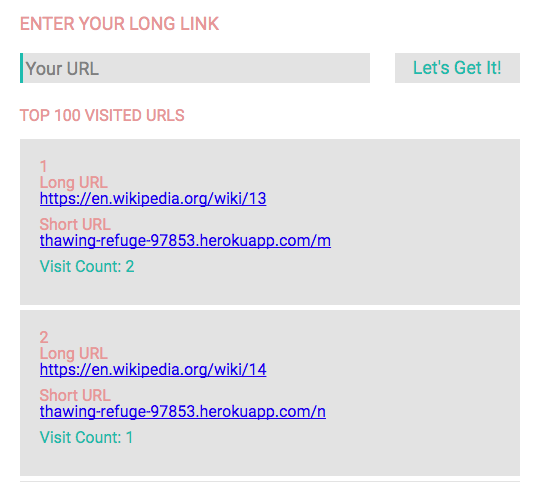 ENTER YOUR LONG LINK
Your URL
Let's Get It!
TOP 100 VISITED URLS
1
Long URL
https://en.wikipedia.org/wiki/13
Short URL
thawing-refuge-97853.herokuapp.com/m
Visit Count: 2
2
Long URL
https://en.wikipedia.org/wiki/14
Short URL
thawing-refuge-97853.herokuapp.com/n
Visit Count: 1